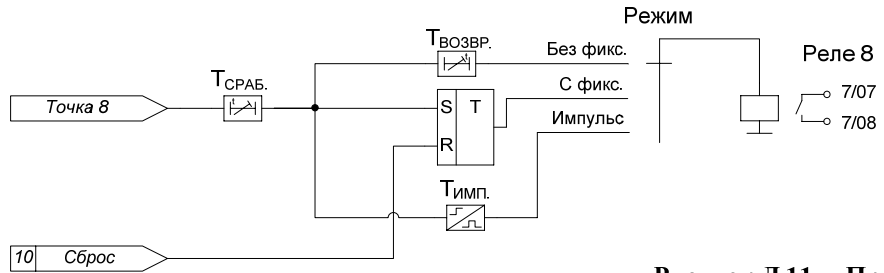 Режим
TВОЗВР.
Без фикс.
Реле 8
TСРАБ.
С фикс.
7/07
Точка 8
S T
Импульс
7/08
R
TИМП.
10 Сброс